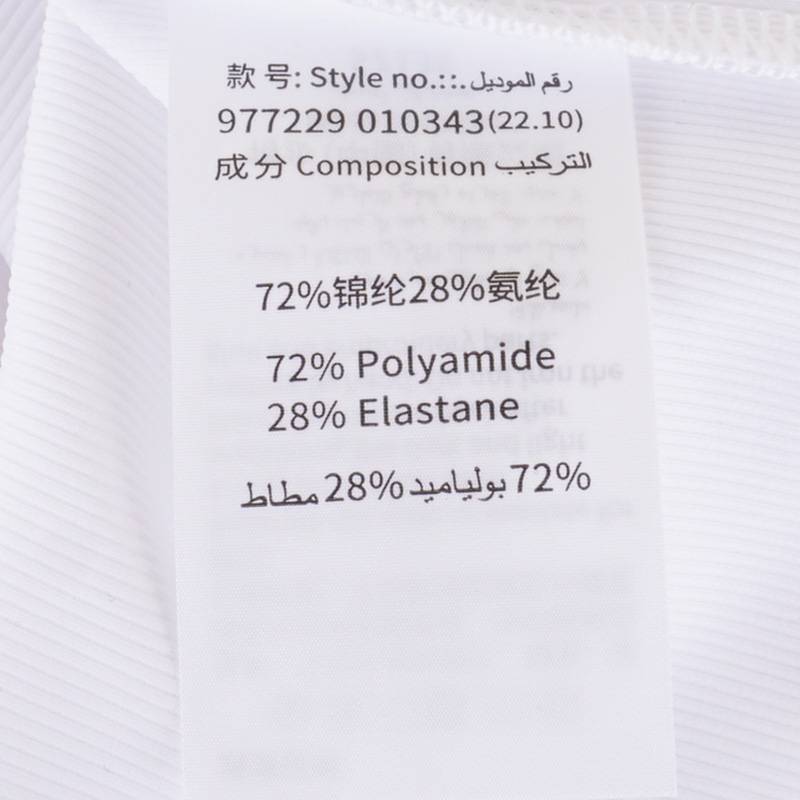 款 号: Style no.::.رقم الموديل
977229 010343(22.10)
成分 Composition التركيب
72%锦纶28%氨纶
72% Polyamide
28% Elastane
72%بولياميد 28% مطاط